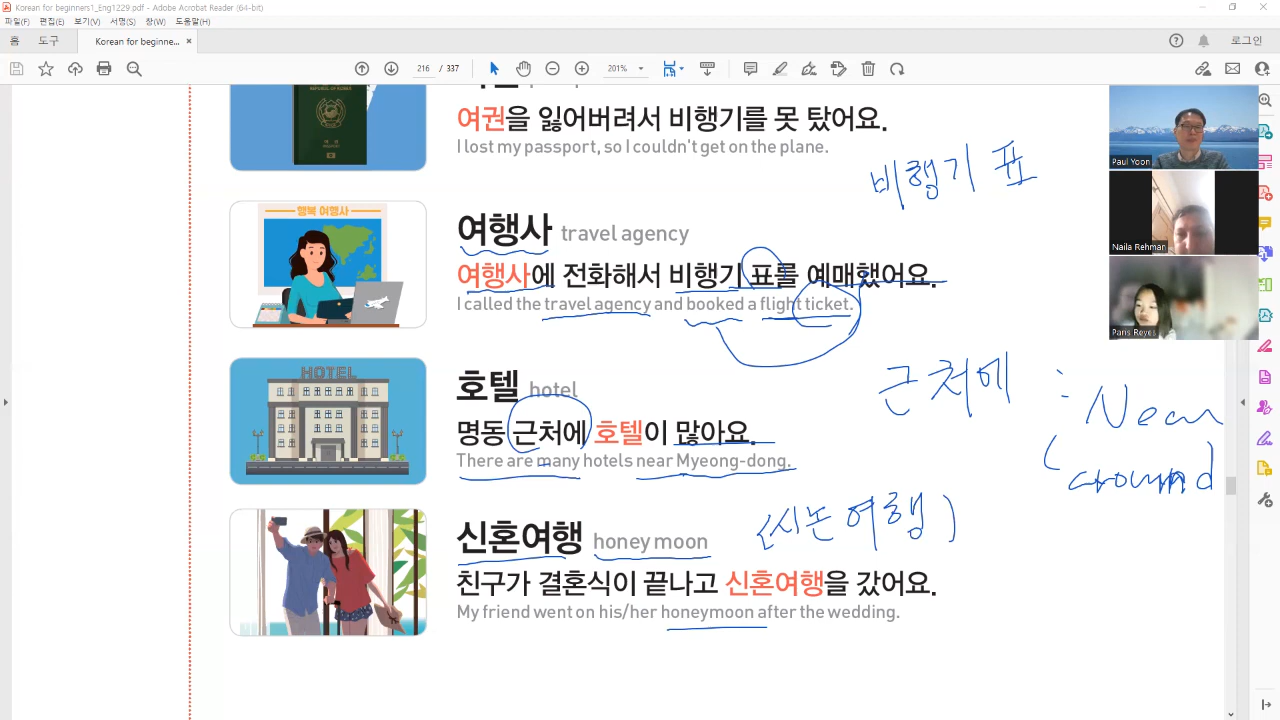 Korean for beginners1_Eng1229.pdf - Adobe Acrobat Reader (64-bit)
파일(F) 편집(E) 보기(V) 서명(S) 창(W) 도움말(H)
홈 도구 Korean for beginne... × 로그인
216 / 337 201%
REPUBLIC OF KOREA
여권을 잃어버려서 비행기를 못 탔어요.
I lost my passport, so I couldn't get on the plane.
비행기 표
Paul Yoon
행복 여행사
여행사 travel agency
Naila Rehman
여행사에 전화해서 비행기 표를 예매했어요.
I called the travel agency and booked a flight ticket.
Paris Reyes
HOTEL
호텔 hotel
근처에 : Near
명동 근처에 호텔이 많아요.
There are many hotels near Myeong-dong.
( around
신혼여행 honey moon
(시논여행)
친구가 결혼식이 끝나고 신혼여행을 갔어요.
My friend went on his/her honeymoon after the wedding.